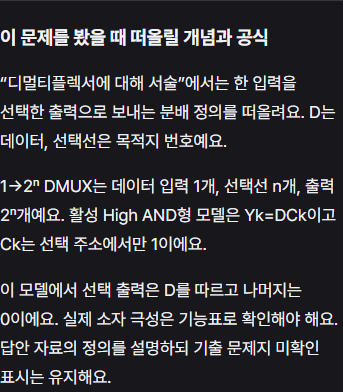 이 문제를 봤을 때 떠올릴 개념과 공식
“디멀티플렉서에 대해 서술”에서는 한 입력을
선택한 출력으로 보내는 분배 정의를 떠올려요. D는
데이터, 선택선은 목적지 번호예요.
1→2ⁿ DMUX는 데이터 입력 1개, 선택선 n개, 출력
2ⁿ개예요. 활성 High AND형 모델은 Yk=DCk이고
Ck는 선택 주소에서만 1이에요.
이 모델에서 선택 출력은 D를 따르고 나머지는
0이에요. 실제 소자 극성은 기능표로 확인해야 해요.
답안 자료의 정의를 설명하되 기출 문제지 미확인
표시는 유지해요.